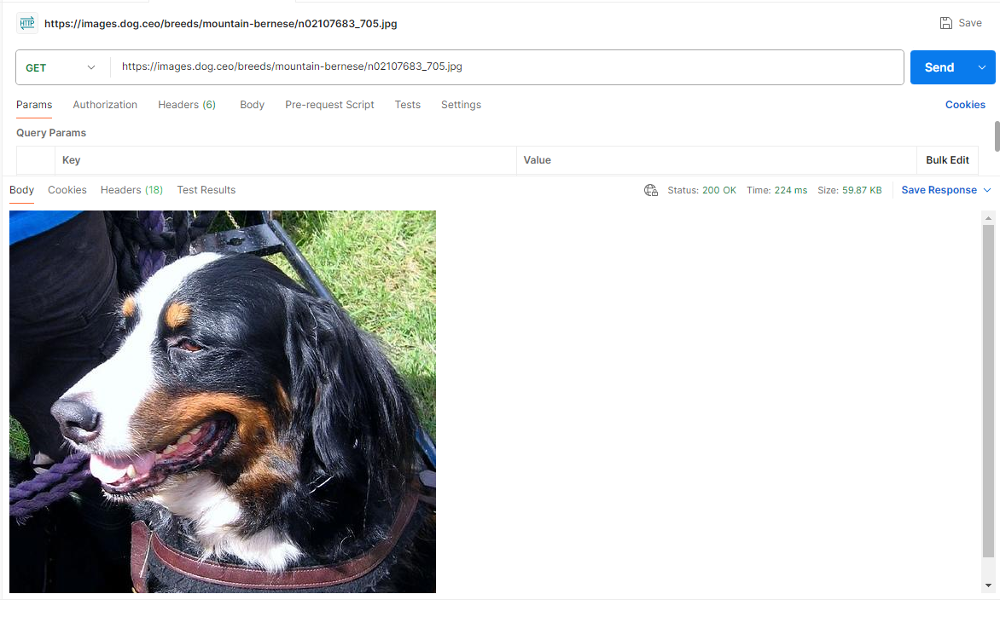 HTTP https://images.dog.ceo/breeds/mountain-bernese/n02107683_705.jpg Save
GET https://images.dog.ceo/breeds/mountain-bernese/n02107683_705.jpg Send
Params Authorization Headers (6) Body Pre-request Script Tests Settings Cookies
Query Params
Key Value Bulk Edit
Body Cookies Headers (18) Test Results Status: 200 OK Time: 224 ms Size: 59.87 KB Save Response